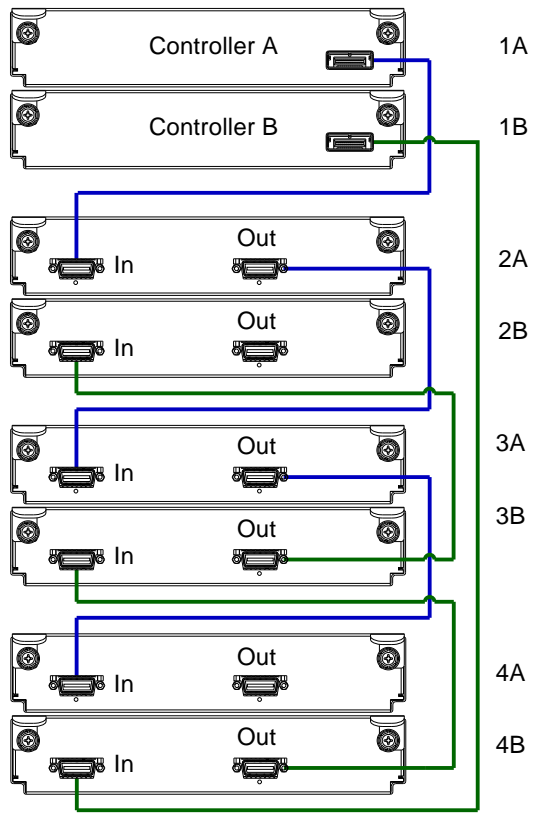 Controller A
1A
Controller B
1B
Out
In
2A
Out
In
2B
Out
In
3A
Out
In
3B
Out
In
4A
Out
In
4B